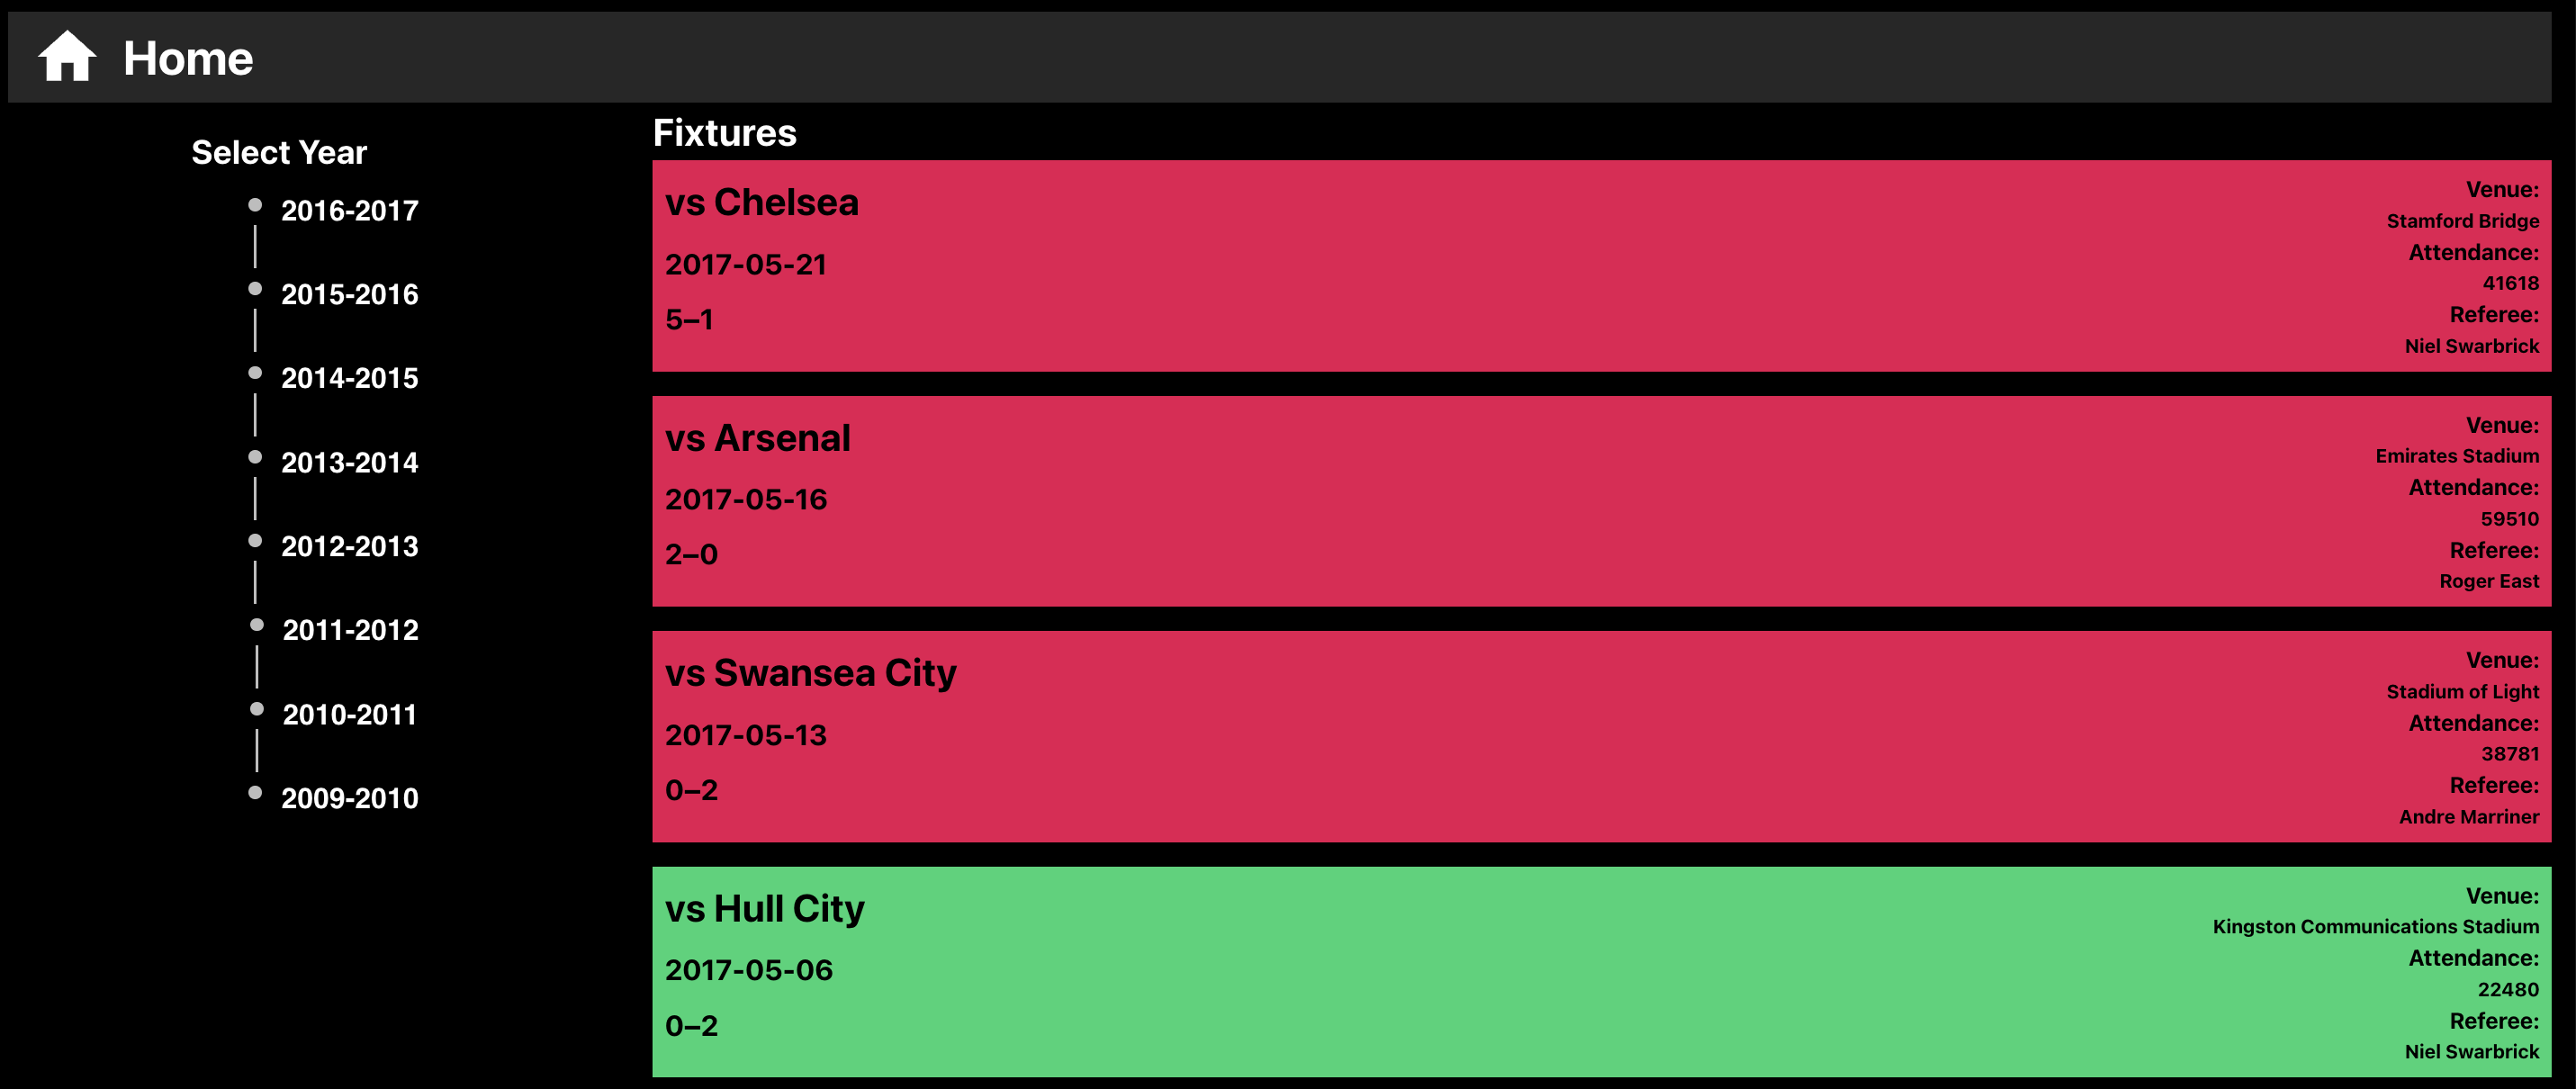 Home
Select Year
2016-2017
2015-2016
2014-2015
2013-2014
2012-2013
2011-2012
2010-2011
2009-2010
Fixtures
vs Chelsea
2017-05-21
5–1
Venue:
Stamford Bridge
Attendance:
41618
Referee:
Niel Swarbrick
vs Arsenal
2017-05-16
2–0
Venue:
Emirates Stadium
Attendance:
59510
Referee:
Roger East
vs Swansea City
2017-05-13
0–2
Venue:
Stadium of Light
Attendance:
38781
Referee:
Andre Marriner
vs Hull City
2017-05-06
0–2
Venue:
Kingston Communications Stadium
Attendance:
22480
Referee:
Niel Swarbrick